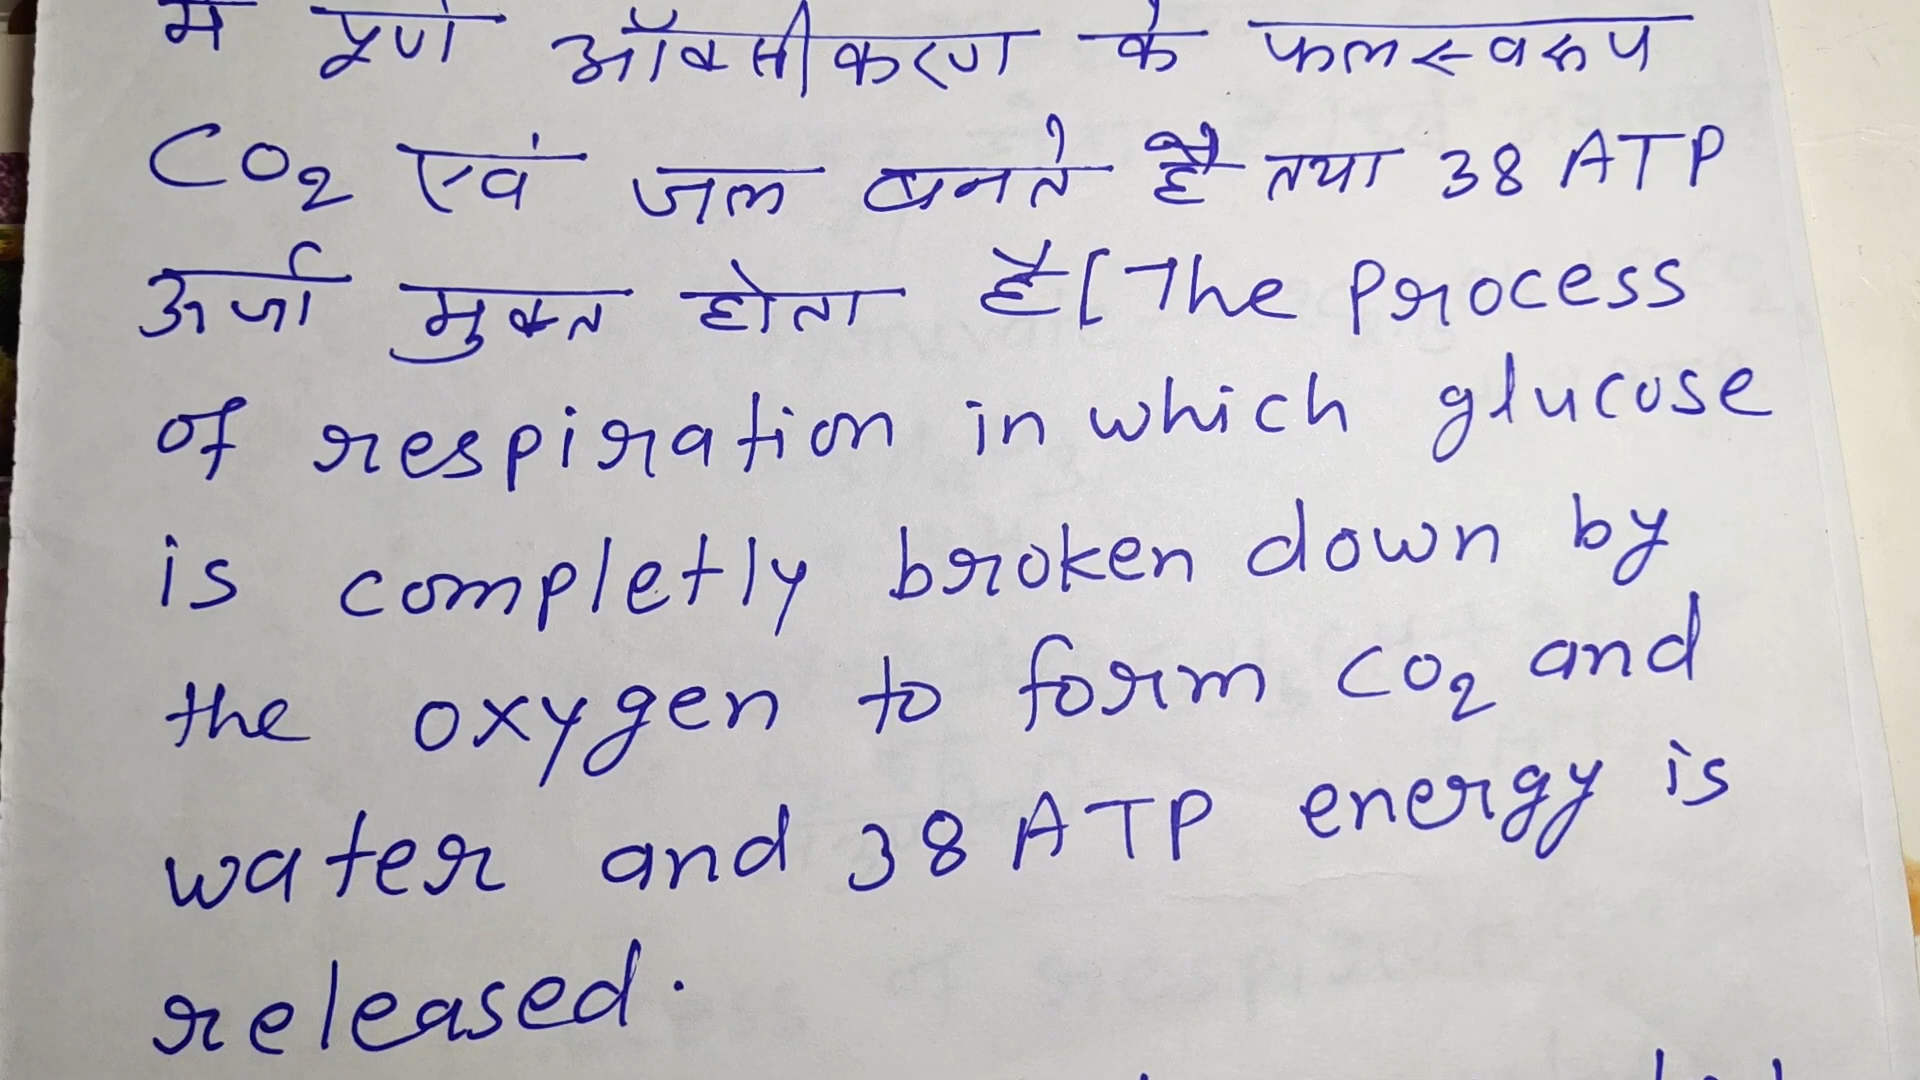 में पूर्ण ऑक्सीकरण के फलस्वरूप
CO₂ एवं जल बनते है तथा 38 ATP
ऊर्जा मुक्त होता है [The Process
of respiration in which glucose
is completly broken down by
the oxygen to form CO₂ and
water and 38 ATP energy is
released.